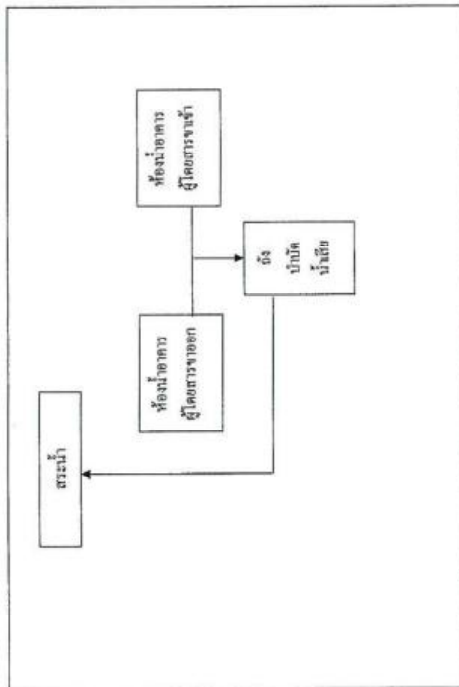 สระน้ำ
ห้องน้ำอาคาร
ผู้โดยสารขาออก
ห้องน้ำอาคาร
ผู้โดยสารขาเข้า
ถัง
บำบัด
น้ำเสีย